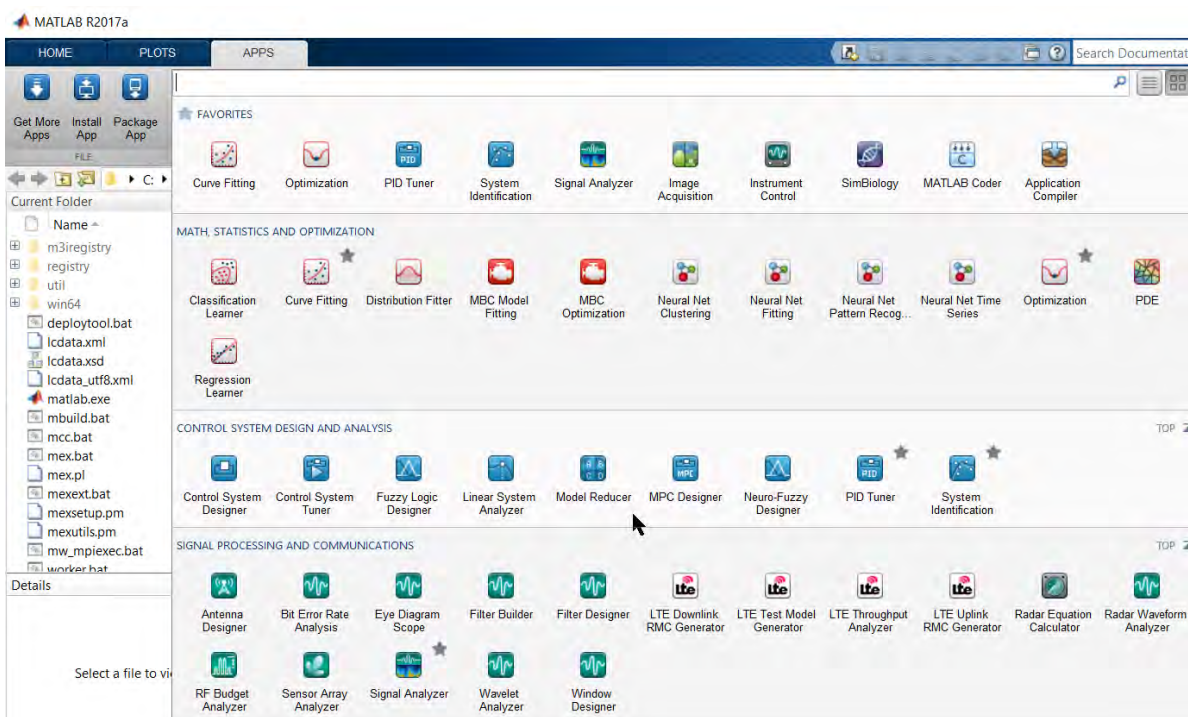 MATLAB R2017a
HOME PLOTS APPS
Search Documentat
Get More Apps
Install App
Package App
FILE
C:
Current Folder
Name
m3iregistry
registry
util
win64
deploytool.bat
lcdata.xml
lcdata.xsd
lcdata_utf8.xml
matlab.exe
mbuild.bat
mcc.bat
mex.bat
mex.pl
mexext.bat
mexsetup.pm
mexutils.pm
mw_mpiexec.bat
worker.bat
Details
Select a file to vi
FAVORITES
Curve Fitting
Optimization
PID Tuner
System Identification
Signal Analyzer
Image Acquisition
Instrument Control
SimBiology
MATLAB Coder
Application Compiler
MATH, STATISTICS AND OPTIMIZATION
Classification Learner
Curve Fitting
Distribution Fitter
MBC Model Fitting
MBC Optimization
Neural Net Clustering
Neural Net Fitting
Neural Net Pattern Recog...
Neural Net Time Series
Optimization
PDE
Regression Learner
CONTROL SYSTEM DESIGN AND ANALYSIS
TOP
Control System Designer
Control System Tuner
Fuzzy Logic Designer
Linear System Analyzer
Model Reducer
MPC Designer
Neuro-Fuzzy Designer
PID Tuner
System Identification
SIGNAL PROCESSING AND COMMUNICATIONS
TOP
Antenna Designer
Bit Error Rate Analysis
Eye Diagram Scope
Filter Builder
Filter Designer
LTE Downlink RMC Generator
LTE Test Model Generator
LTE Throughput Analyzer
LTE Uplink RMC Generator
Radar Equation Calculator
Radar Waveform Analyzer
RF Budget Analyzer
Sensor Array Analyzer
Signal Analyzer
Wavelet Analyzer
Window Designer